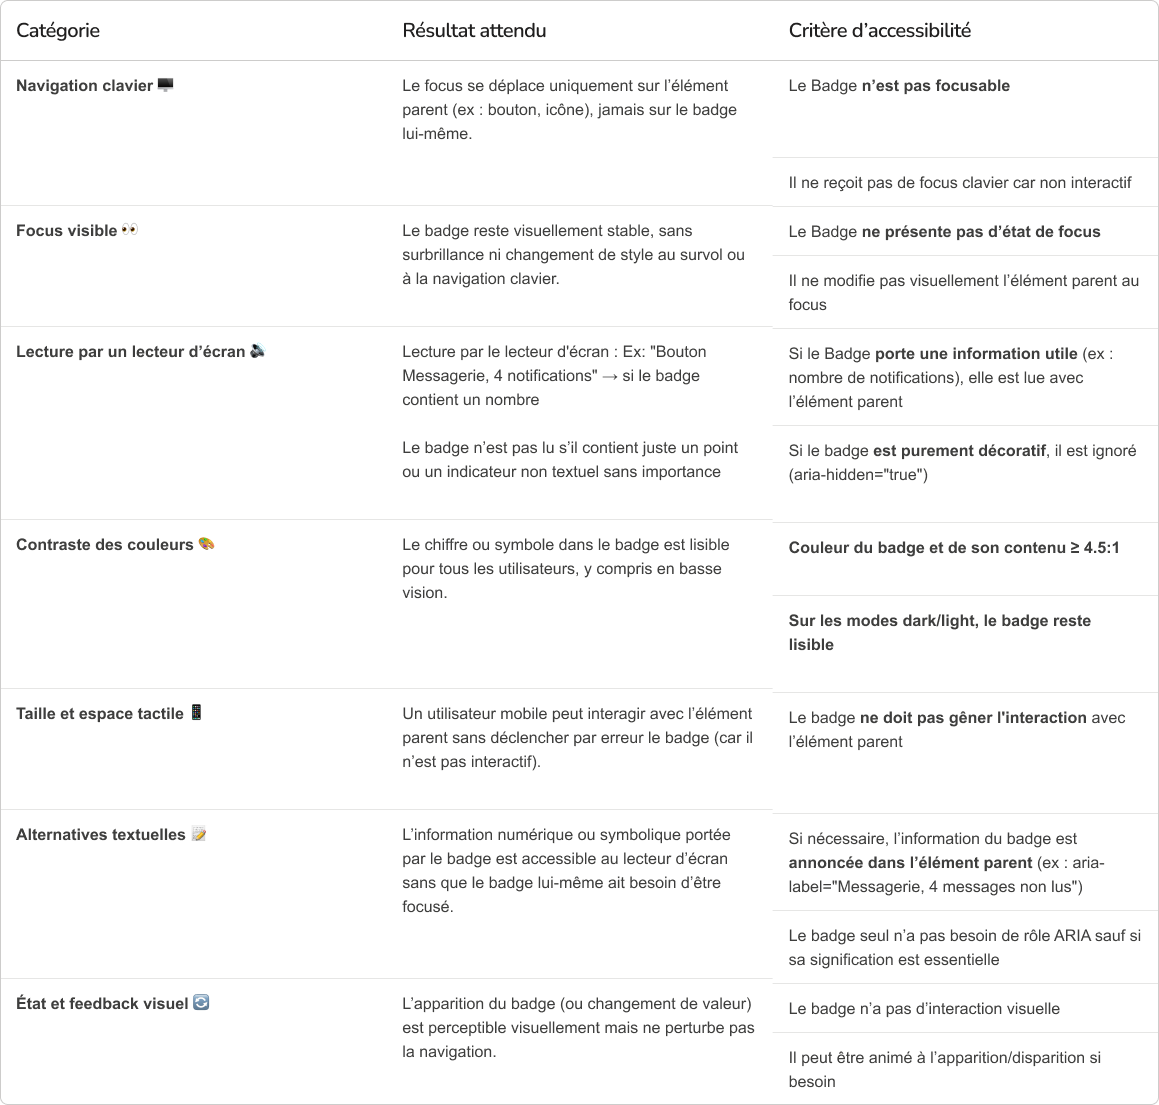 Catégorie
Résultat attendu
Critère d’accessibilité
Navigation clavier 🖥️
Le focus se déplace uniquement sur l’élément
parent (ex : bouton, icône), jamais sur le badge
lui-même.
Le Badge n’est pas focusable
Il ne reçoit pas de focus clavier car non interactif
Focus visible 👀
Le badge reste visuellement stable, sans
surbrillance ni changement de style au survol ou
à la navigation clavier.
Le Badge ne présente pas d’état de focus
Il ne modifie pas visuellement l’élément parent au
focus
Lecture par un lecteur d’écran 🔊
Lecture par le lecteur d'écran : Ex: "Bouton
Messagerie, 4 notifications" → si le badge
contient un nombre
Le badge n’est pas lu s’il contient juste un point
ou un indicateur non textuel sans importance
Si le Badge porte une information utile (ex :
nombre de notifications), elle est lue avec
l’élément parent
Si le badge est purement décoratif, il est ignoré
(aria-hidden="true")
Contraste des couleurs 🎨
Le chiffre ou symbole dans le badge est lisible
pour tous les utilisateurs, y compris en basse
vision.
Couleur du badge et de son contenu ≥ 4.5:1
Sur les modes dark/light, le badge reste
lisible
Taille et espace tactile 📱
Un utilisateur mobile peut interagir avec l’élément
parent sans déclencher par erreur le badge (car il
n’est pas interactif).
Le badge ne doit pas gêner l'interaction avec
l’élément parent
Alternatives textuelles 📝
L’information numérique ou symbolique portée
par le badge est accessible au lecteur d’écran
sans que le badge lui-même ait besoin d’être
focusé.
Si nécessaire, l’information du badge est
annoncée dans l’élément parent (ex : aria-
label="Messagerie, 4 messages non lus")
Le badge seul n’a pas besoin de rôle ARIA sauf si
sa signification est essentielle
État et feedback visuel 🔄
L’apparition du badge (ou changement de valeur)
est perceptible visuellement mais ne perturbe pas
la navigation.
Le badge n’a pas d’interaction visuelle
Il peut être animé à l’apparition/disparition si
besoin